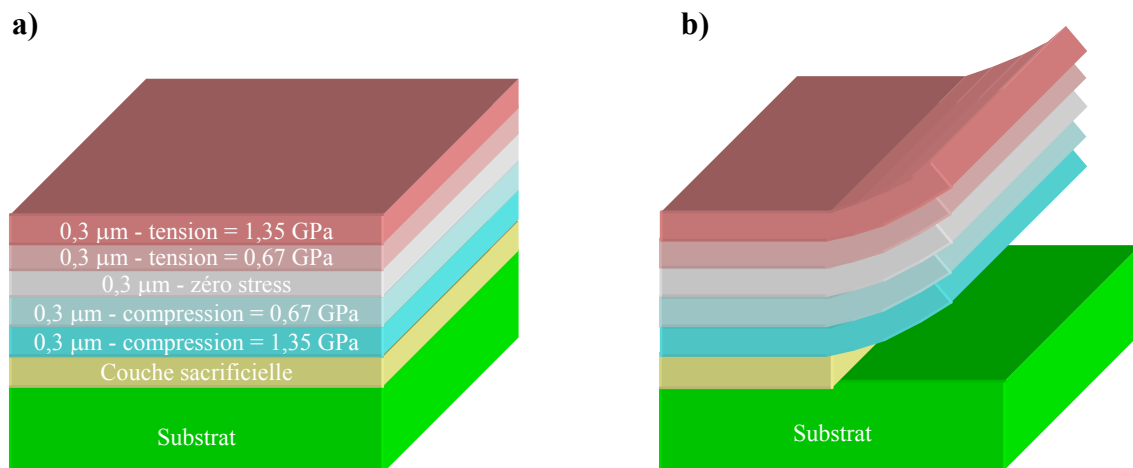 a)
0,3 μm - tension = 1,35 GPa
0,3 μm - tension = 0,67 GPa
0,3 μm - zéro stress
0,3 μm - compression = 0,67 GPa
0,3 μm - compression = 1,35 GPa
Couche sacrificielle
Substrat
b)
Substrat